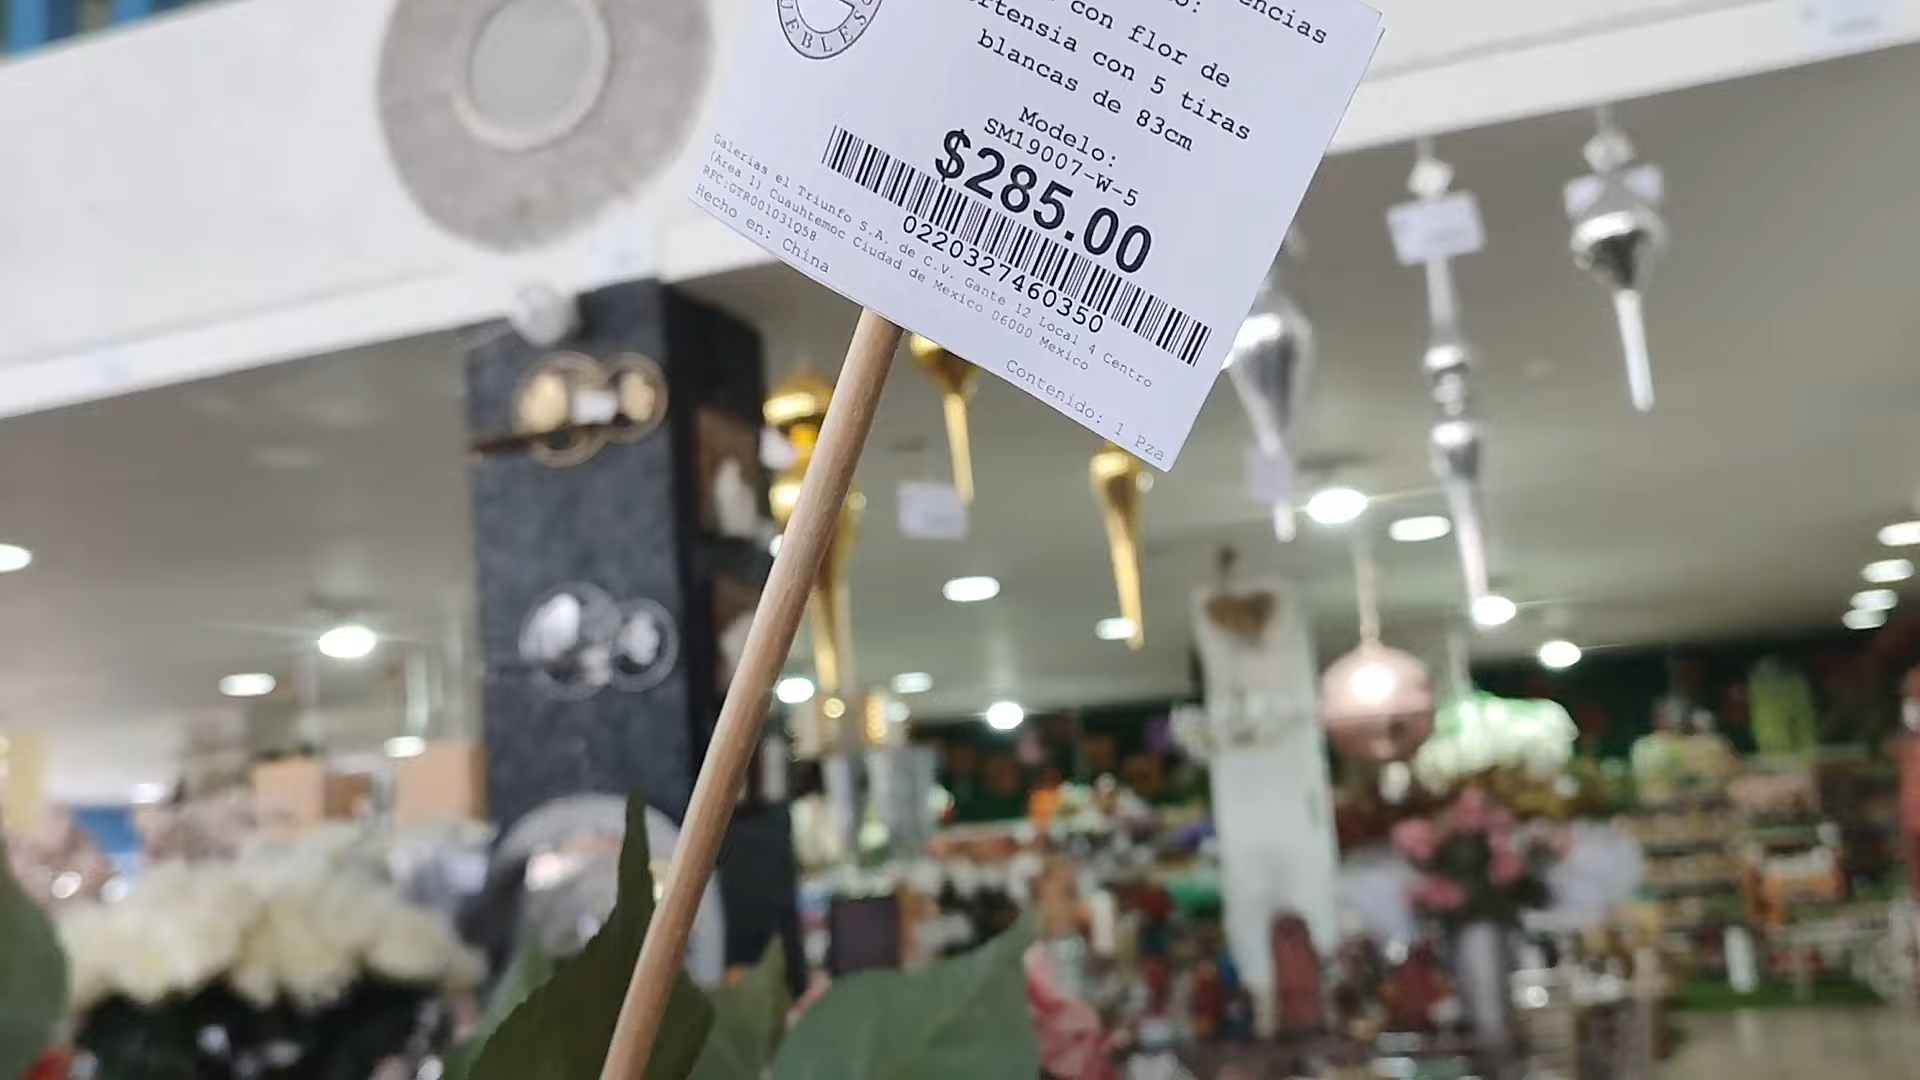 UEBLES
encias
con flor de
con 5 tiras
blancas de 83cm
Modelo:
SM19007-W-5
$285.00
0220327460350
Galerias el Triunfo S.A. de C.V. Gante 12 Local 4 Centro
(Area 1) Cuauhtemoc Ciudad de Mexico 06000 Mexico
RFC:GTR001031Q58
Hecho en: China
Contenido: 1 Pza